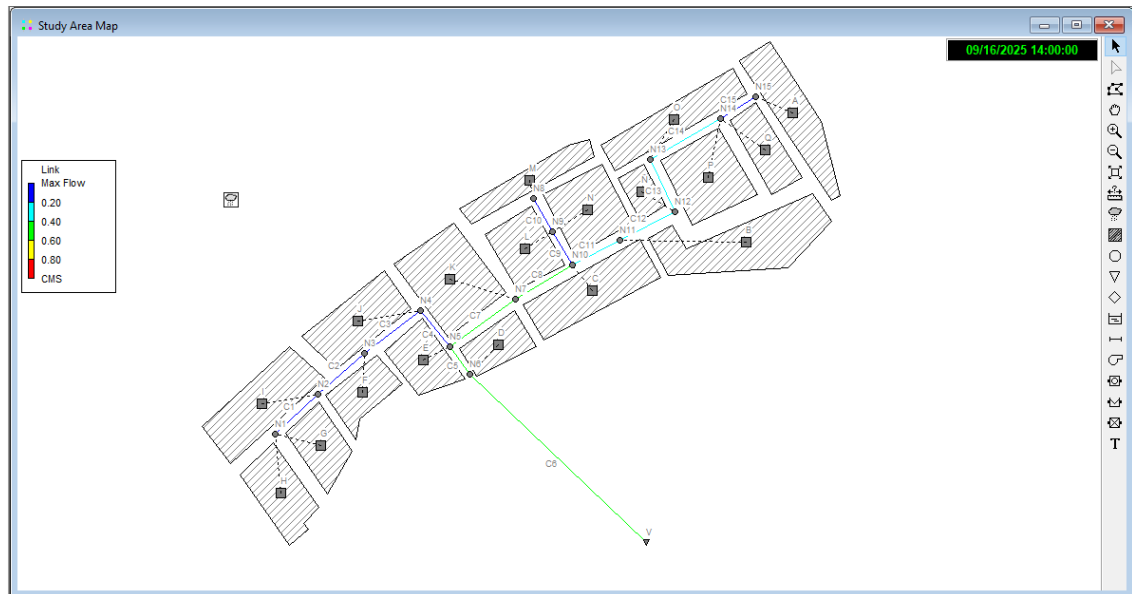 Study Area Map
09/16/2025 14:00:00
Link
Max Flow
0.20
0.40
0.60
0.80
CMS
N15
C15
N14
A
O
C14
Q
N13
P
M
N8
N
N
C13
N12
C10
N9
C12
N11
L
C11
B
C9
N10
K
C8
C
N7
J
N4
C7
C3
D
C4
N5
N3
E
C2
C5
N6
F
N2
I
C1
N1
G
C6
H
V
T